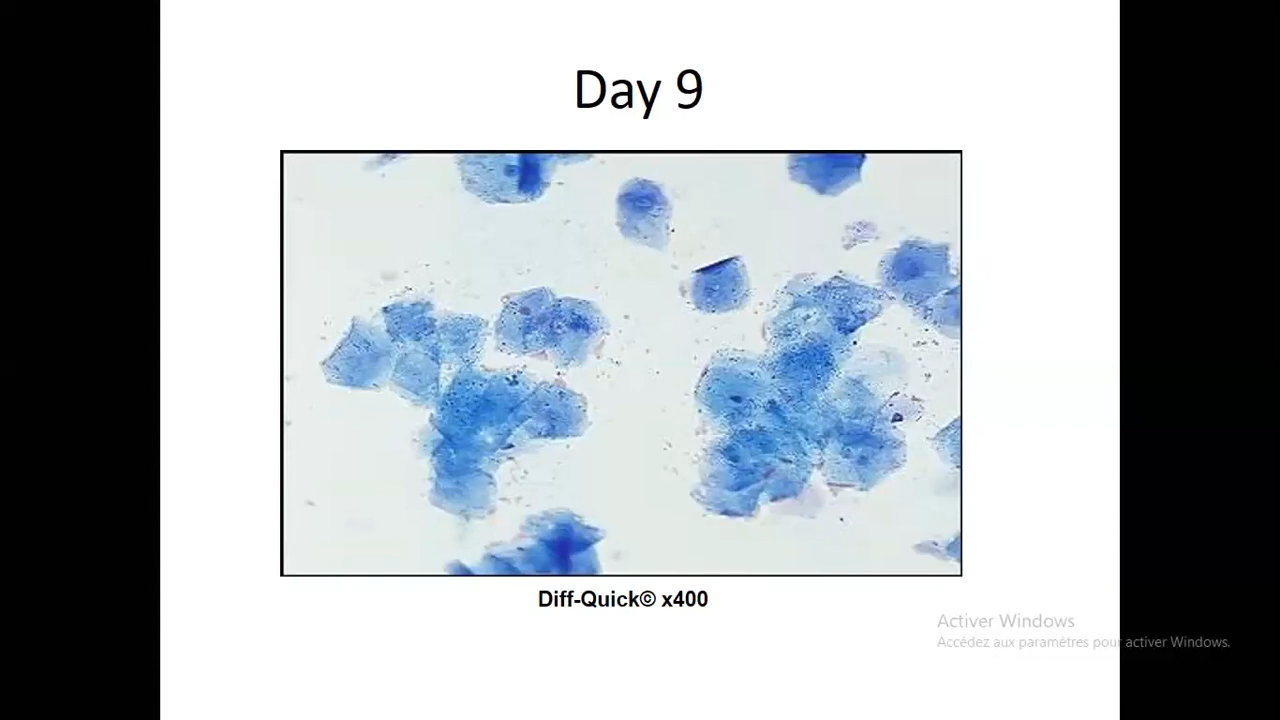 Day 9
Diff-Quick© x400
Activer Windows
Accédez aux paramètres pour activer Windows.